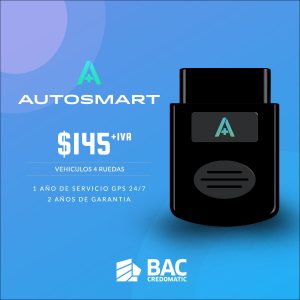 AUTOSMART
$145+IVA
VEHICULOS 4 RUEDAS
1 AÑO DE SERVICIO GPS 24/7
2 AÑOS DE GARANTIA
BAC
CREDOMATIC